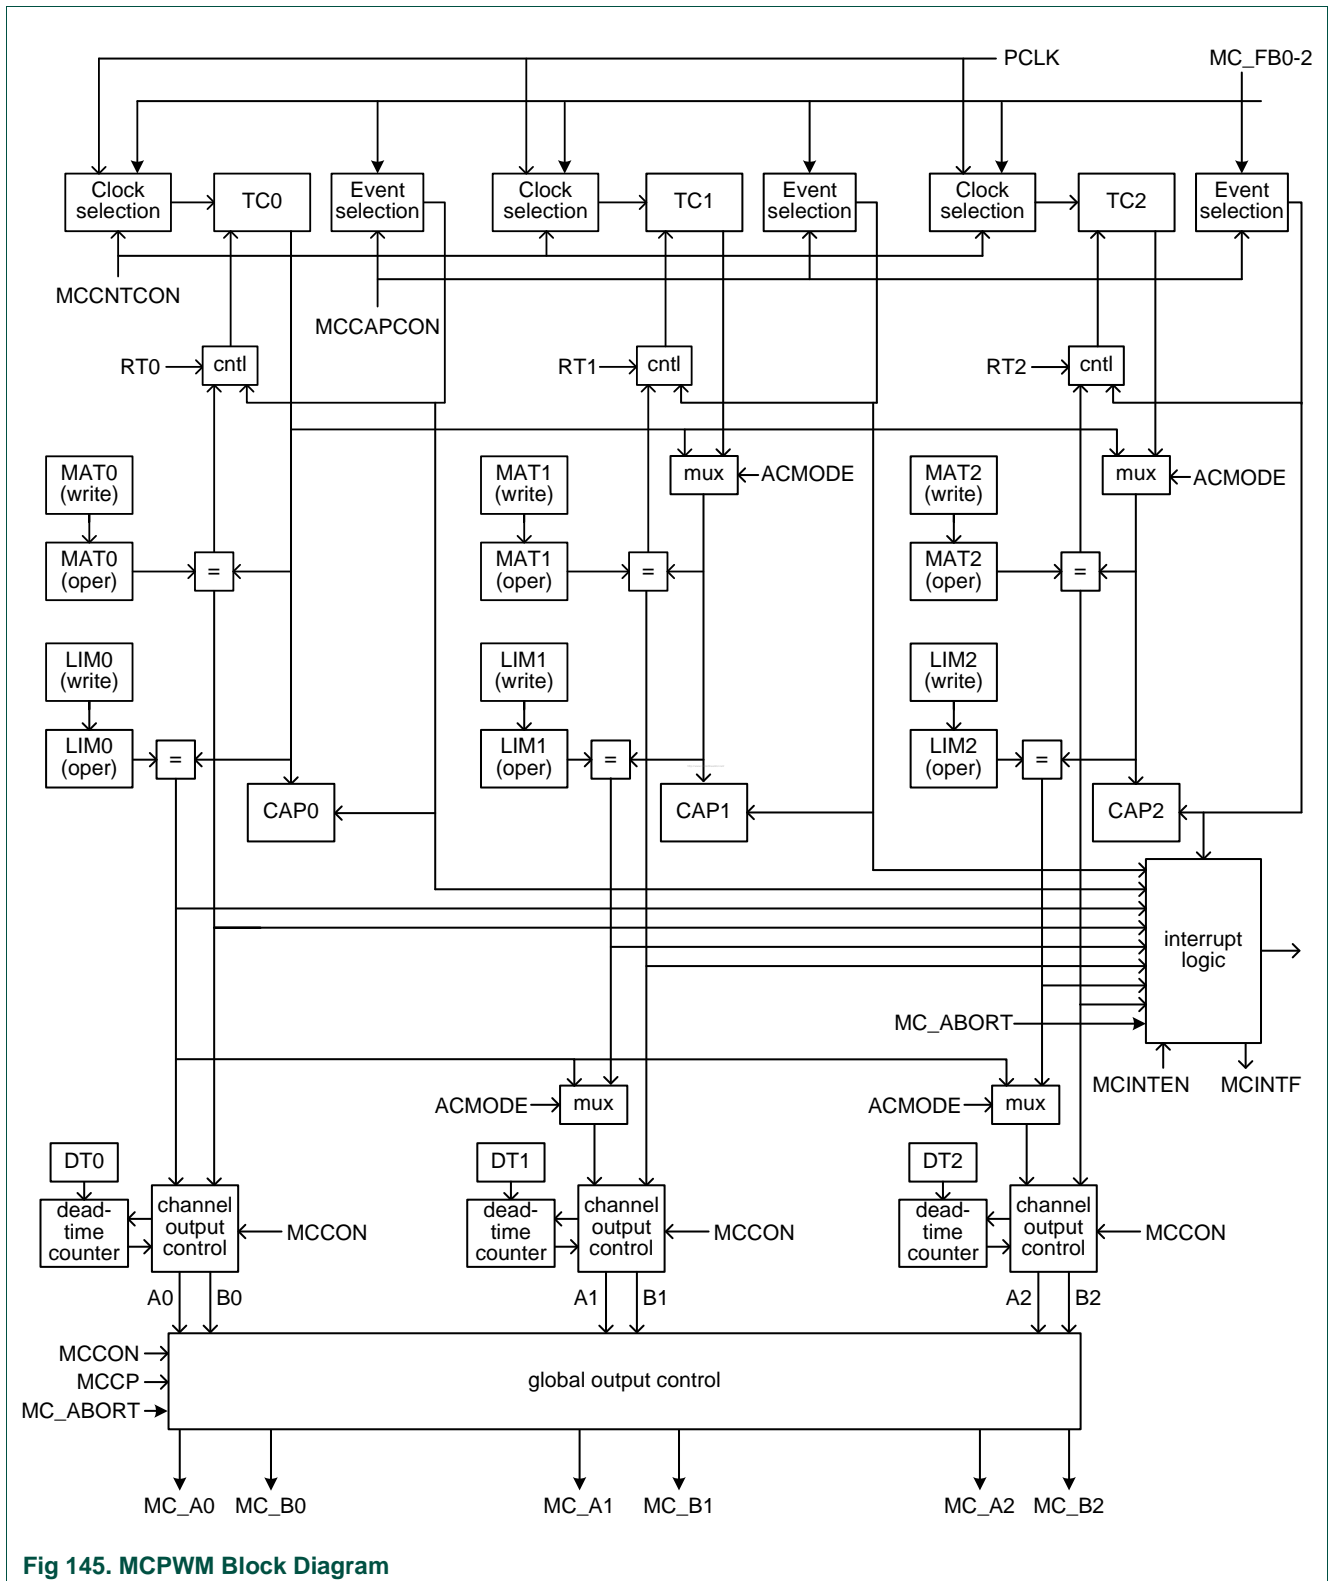 PCLK
MC_FB0-2
Clock
selection
TC0
Event
selection
Clock
selection
TC1
Event
selection
Clock
selection
TC2
Event
selection
MCCNTCON
MCCAPCON
RT0
cntl
RT1
cntl
RT2
cntl
MAT0
(write)
MAT1
(write)
mux
ACMODE
MAT2
(write)
mux
ACMODE
MAT0
(oper)
=
MAT1
(oper)
=
MAT2
(oper)
=
LIM0
(write)
LIM1
(write)
LIM2
(write)
LIM0
(oper)
=
LIM1
(oper)
=
LIM2
(oper)
=
CAP0
CAP1
CAP2
interrupt
logic
MC_ABORT
MCINTEN
MCINTF
ACMODE
mux
ACMODE
mux
DT0
DT1
DT2
dead-
time
counter
channel
output
control
MCCON
dead-
time
counter
channel
output
control
MCCON
dead-
time
counter
channel
output
control
MCCON
A0
B0
A1
B1
A2
B2
MCCON
MCCP
MC_ABORT
global output control
MC_A0
MC_B0
MC_A1
MC_B1
MC_A2
MC_B2
Fig 145. MCPWM Block Diagram